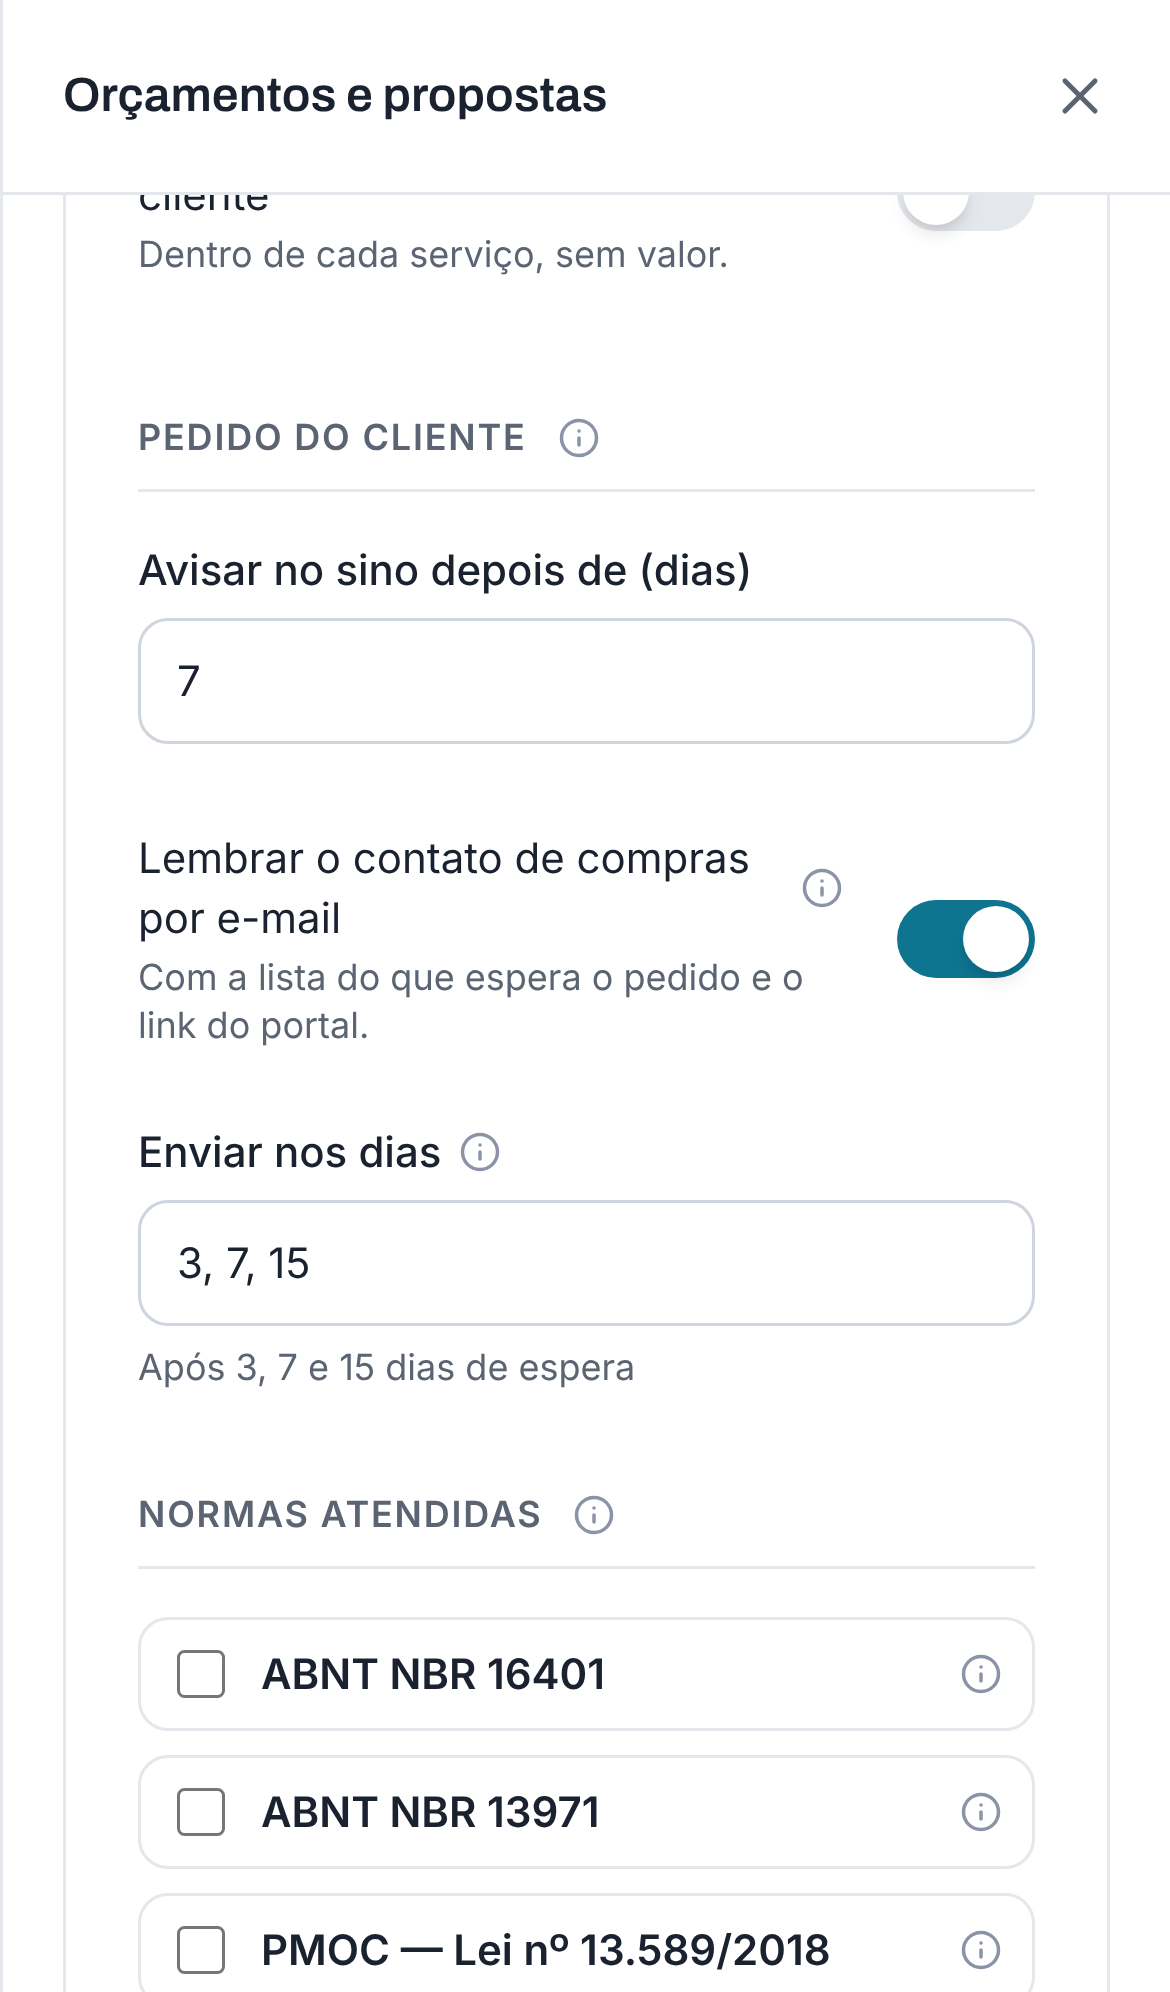 Orçamentos e propostas
cliente
Dentro de cada serviço, sem valor.
PEDIDO DO CLIENTE
Avisar no sino depois de (dias)
7
Lembrar o contato de compras
por e-mail
Com a lista do que espera o pedido e o
link do portal.
Enviar nos dias
3, 7, 15
Após 3, 7 e 15 dias de espera
NORMAS ATENDIDAS
ABNT NBR 16401
ABNT NBR 13971
PMOC — Lei nº 13.589/2018